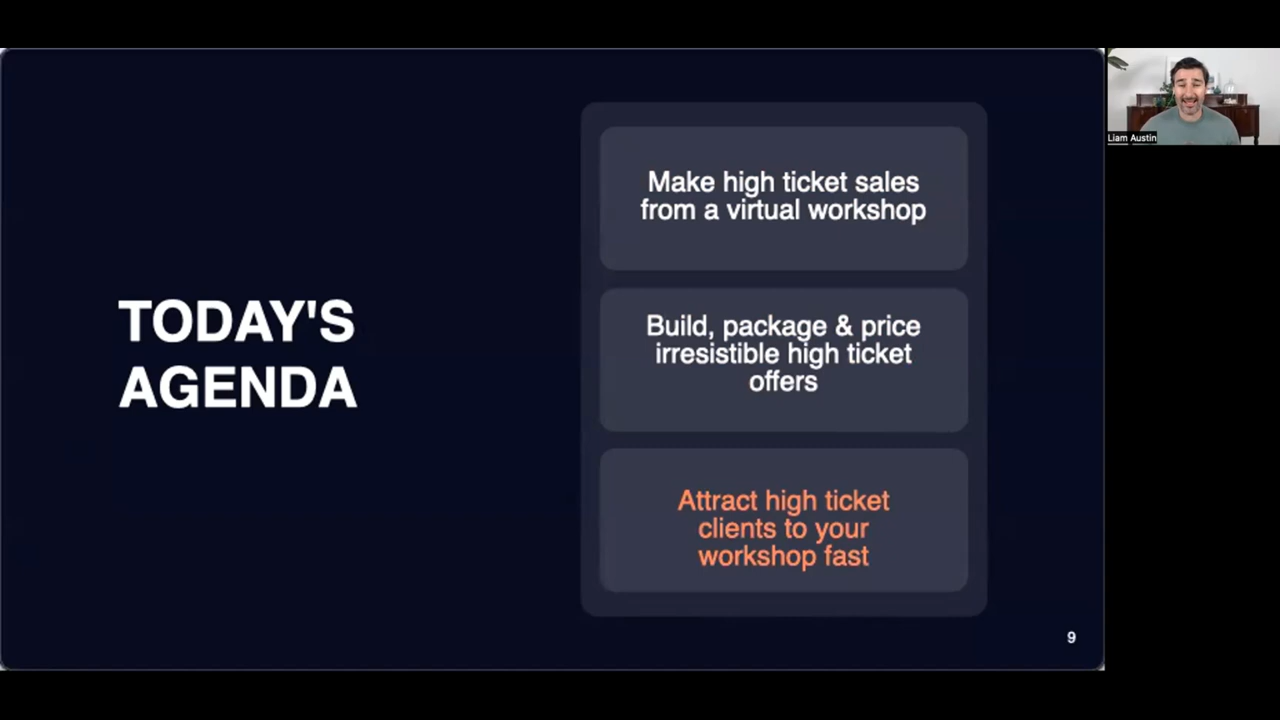 TODAY'S
AGENDA
Make high ticket sales
from a virtual workshop
Build, package & price
irresistible high ticket
offers
Attract high ticket
clients to your
workshop fast
9
Liam Austin